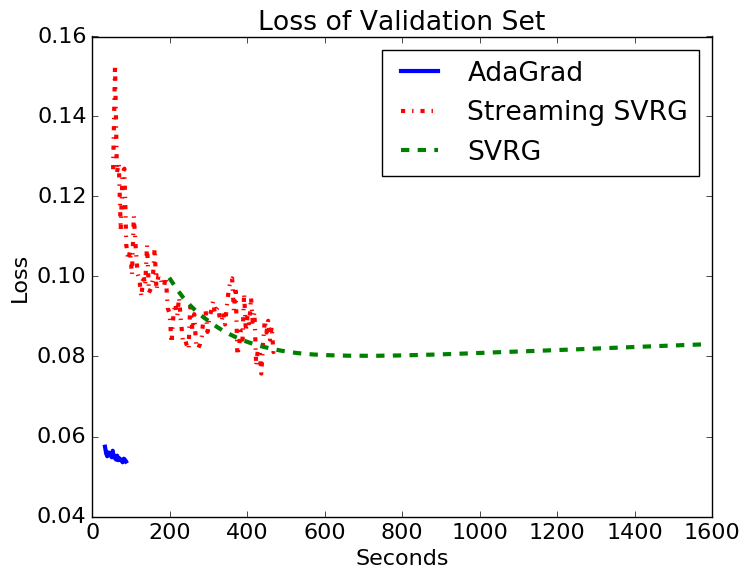 Loss of Validation Set
0.16
0.14
0.12
0.10
0.08
0.06
0.04
Loss
AdaGrad
Streaming SVRG
SVRG
0 200 400 600 800 1000 1200 1400 1600
Seconds